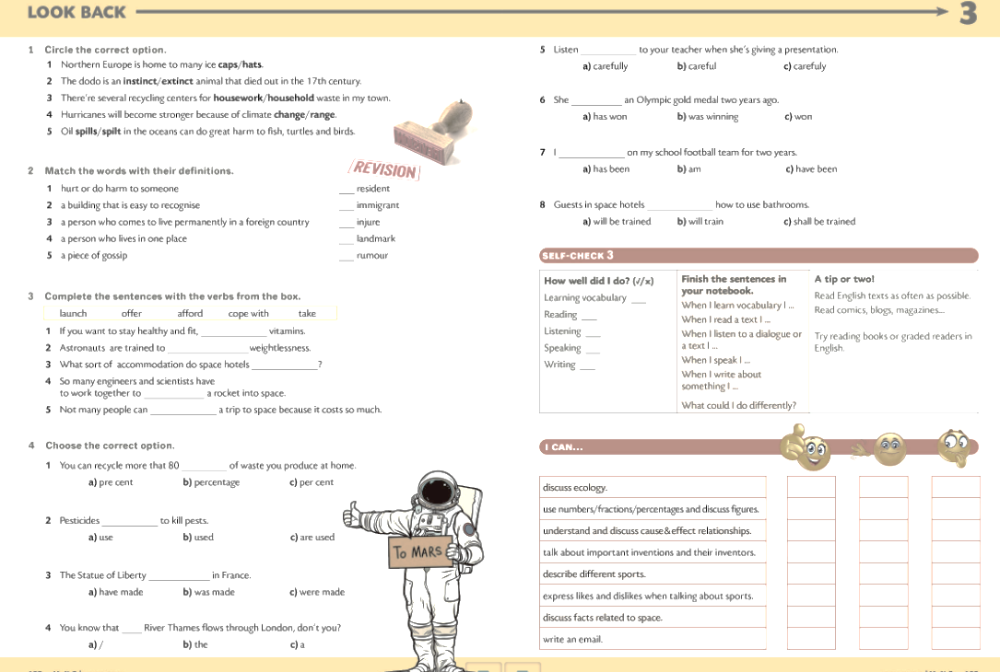 LOOK BACK
3
1 Circle the correct option.
1 Northern Europe is home to many ice caps/hats.
2 The dodo is an instinct/extinct animal that died out in the 17th century.
3 There're several recycling centers for housework/household waste in my town.
4 Hurricanes will become stronger because of climate change/range.
5 Oil spills/spilt in the oceans can do great harm to fish, turtles and birds.
REVISION
2 Match the words with their definitions.
1 hurt or do harm to someone ___ resident
2 a building that is easy to recognise ___ immigrant
3 a person who comes to live permanently in a foreign country ___ injure
4 a person who lives in one place ___ landmark
5 a piece of gossip ___ rumour
3 Complete the sentences with the verbs from the box.
launch offer afford cope with take
1 If you want to stay healthy and fit, ____________ vitamins.
2 Astronauts are trained to ______________ weightlessness.
3 What sort of accommodation do space hotels ____________?
4 So many engineers and scientists have
to work together to ___________ a rocket into space.
5 Not many people can ____________ a trip to space because it costs so much.
4 Choose the correct option.
1 You can recycle more that 80 ________ of waste you produce at home.
a) pre cent b) percentage c) per cent
2 Pesticides __________ to kill pests.
a) use b) used c) are used
3 The Statue of Liberty ___________ in France.
a) have made b) was made c) were made
4 You know that ____ River Thames flows through London, don't you?
a) / b) the c) a
TO MARS
5 Listen __________ to your teacher when she's giving a presentation.
a) carefully b) careful c) carefuly
6 She _________ an Olympic gold medal two years ago.
a) has won b) was winning c) won
7 I ____________ on my school football team for two years.
a) has been b) am c) have been
8 Guests in space hotels ____________ how to use bathrooms.
a) will be trained b) will train c) shall be trained
SELF-CHECK 3
How well did I do? (√/×)
Learning vocabulary ___
Reading ___
Listening ___
Speaking ___
Writing ___
Finish the sentences in
your notebook.
When I learn vocabulary I ...
When I read a text I ...
When I listen to a dialogue or
a text I ...
When I speak I ...
When I write about
something I ...
What could I do differently?
A tip or two!
Read English texts as often as possible.
Read comics, blogs, magazines...
Try reading books or graded readers in
English.
I CAN...
discuss ecology.
use numbers/fractions/percentages and discuss figures.
understand and discuss cause&effect relationships.
talk about important inventions and their inventors.
describe different sports.
express likes and dislikes when talking about sports.
discuss facts related to space.
write an email.